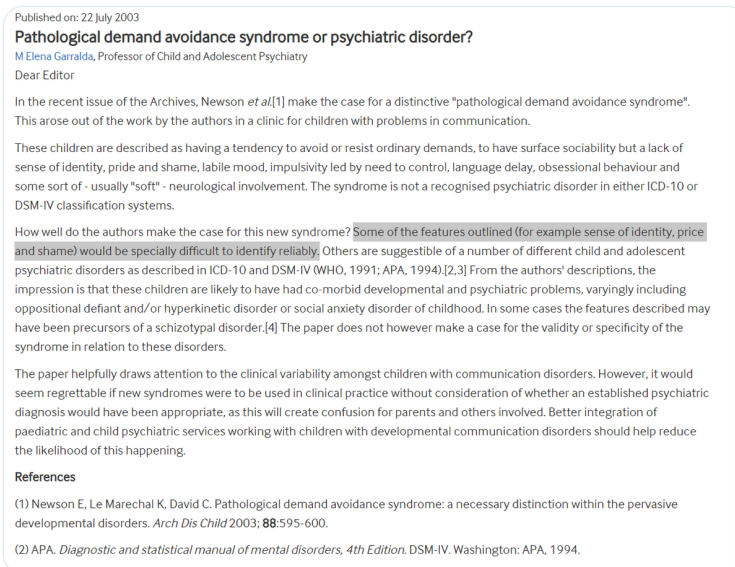 Published on: 22 July 2003
Pathological demand avoidance syndrome or psychiatric disorder?
M Elena Garralda, Professor of Child and Adolescent Psychiatry
Dear Editor
In the recent issue of the Archives, Newson et al.[1] make the case for a distinctive "pathological demand avoidance syndrome".
This arose out of the work by the authors in a clinic for children with problems in communication.
These children are described as having a tendency to avoid or resist ordinary demands, to have surface sociability but a lack of
sense of identity, pride and shame, labile mood, impulsivity led by need to control, language delay, obsessional behaviour and
some sort of - usually "soft" - neurological involvement. The syndrome is not a recognised psychiatric disorder in either ICD-10 or
DSM-IV classification systems.
How well do the authors make the case for this new syndrome? Some of the features outlined (for example sense of identity, price
and shame) would be specially difficult to identify reliably. Others are suggestible of a number of different child and adolescent
psychiatric disorders as described in ICD-10 and DSM-IV (WHO, 1991; APA, 1994).[2,3] From the authors' descriptions, the
impression is that these children are likely to have had co-morbid developmental and psychiatric problems, varyingly including
oppositional defiant and/or hyperkinetic disorder or social anxiety disorder of childhood. In some cases the features described may
have been precursors of a schizotypal disorder.[4] The paper does not however make a case for the validity or specificity of the
syndrome in relation to these disorders.
The paper helpfully draws attention to the clinical variability amongst children with communication disorders. However, it would
seem regrettable if new syndromes were to be used in clinical practice without consideration of whether an established psychiatric
diagnosis would have been appropriate, as this will create confusion for parents and others involved. Better integration of
paediatric and child psychiatric services working with children with developmental communication disorders should help reduce
the likelihood of this happening.
References
(1) Newson E, Le Marechal K, David C. Pathological demand avoidance syndrome: a necessary distinction within the pervasive
developmental disorders. Arch Dis Child 2003; 88:595-600.
(2) APA. Diagnostic and statistical manual of mental disorders, 4th Edition. DSM-IV. Washington: APA, 1994.